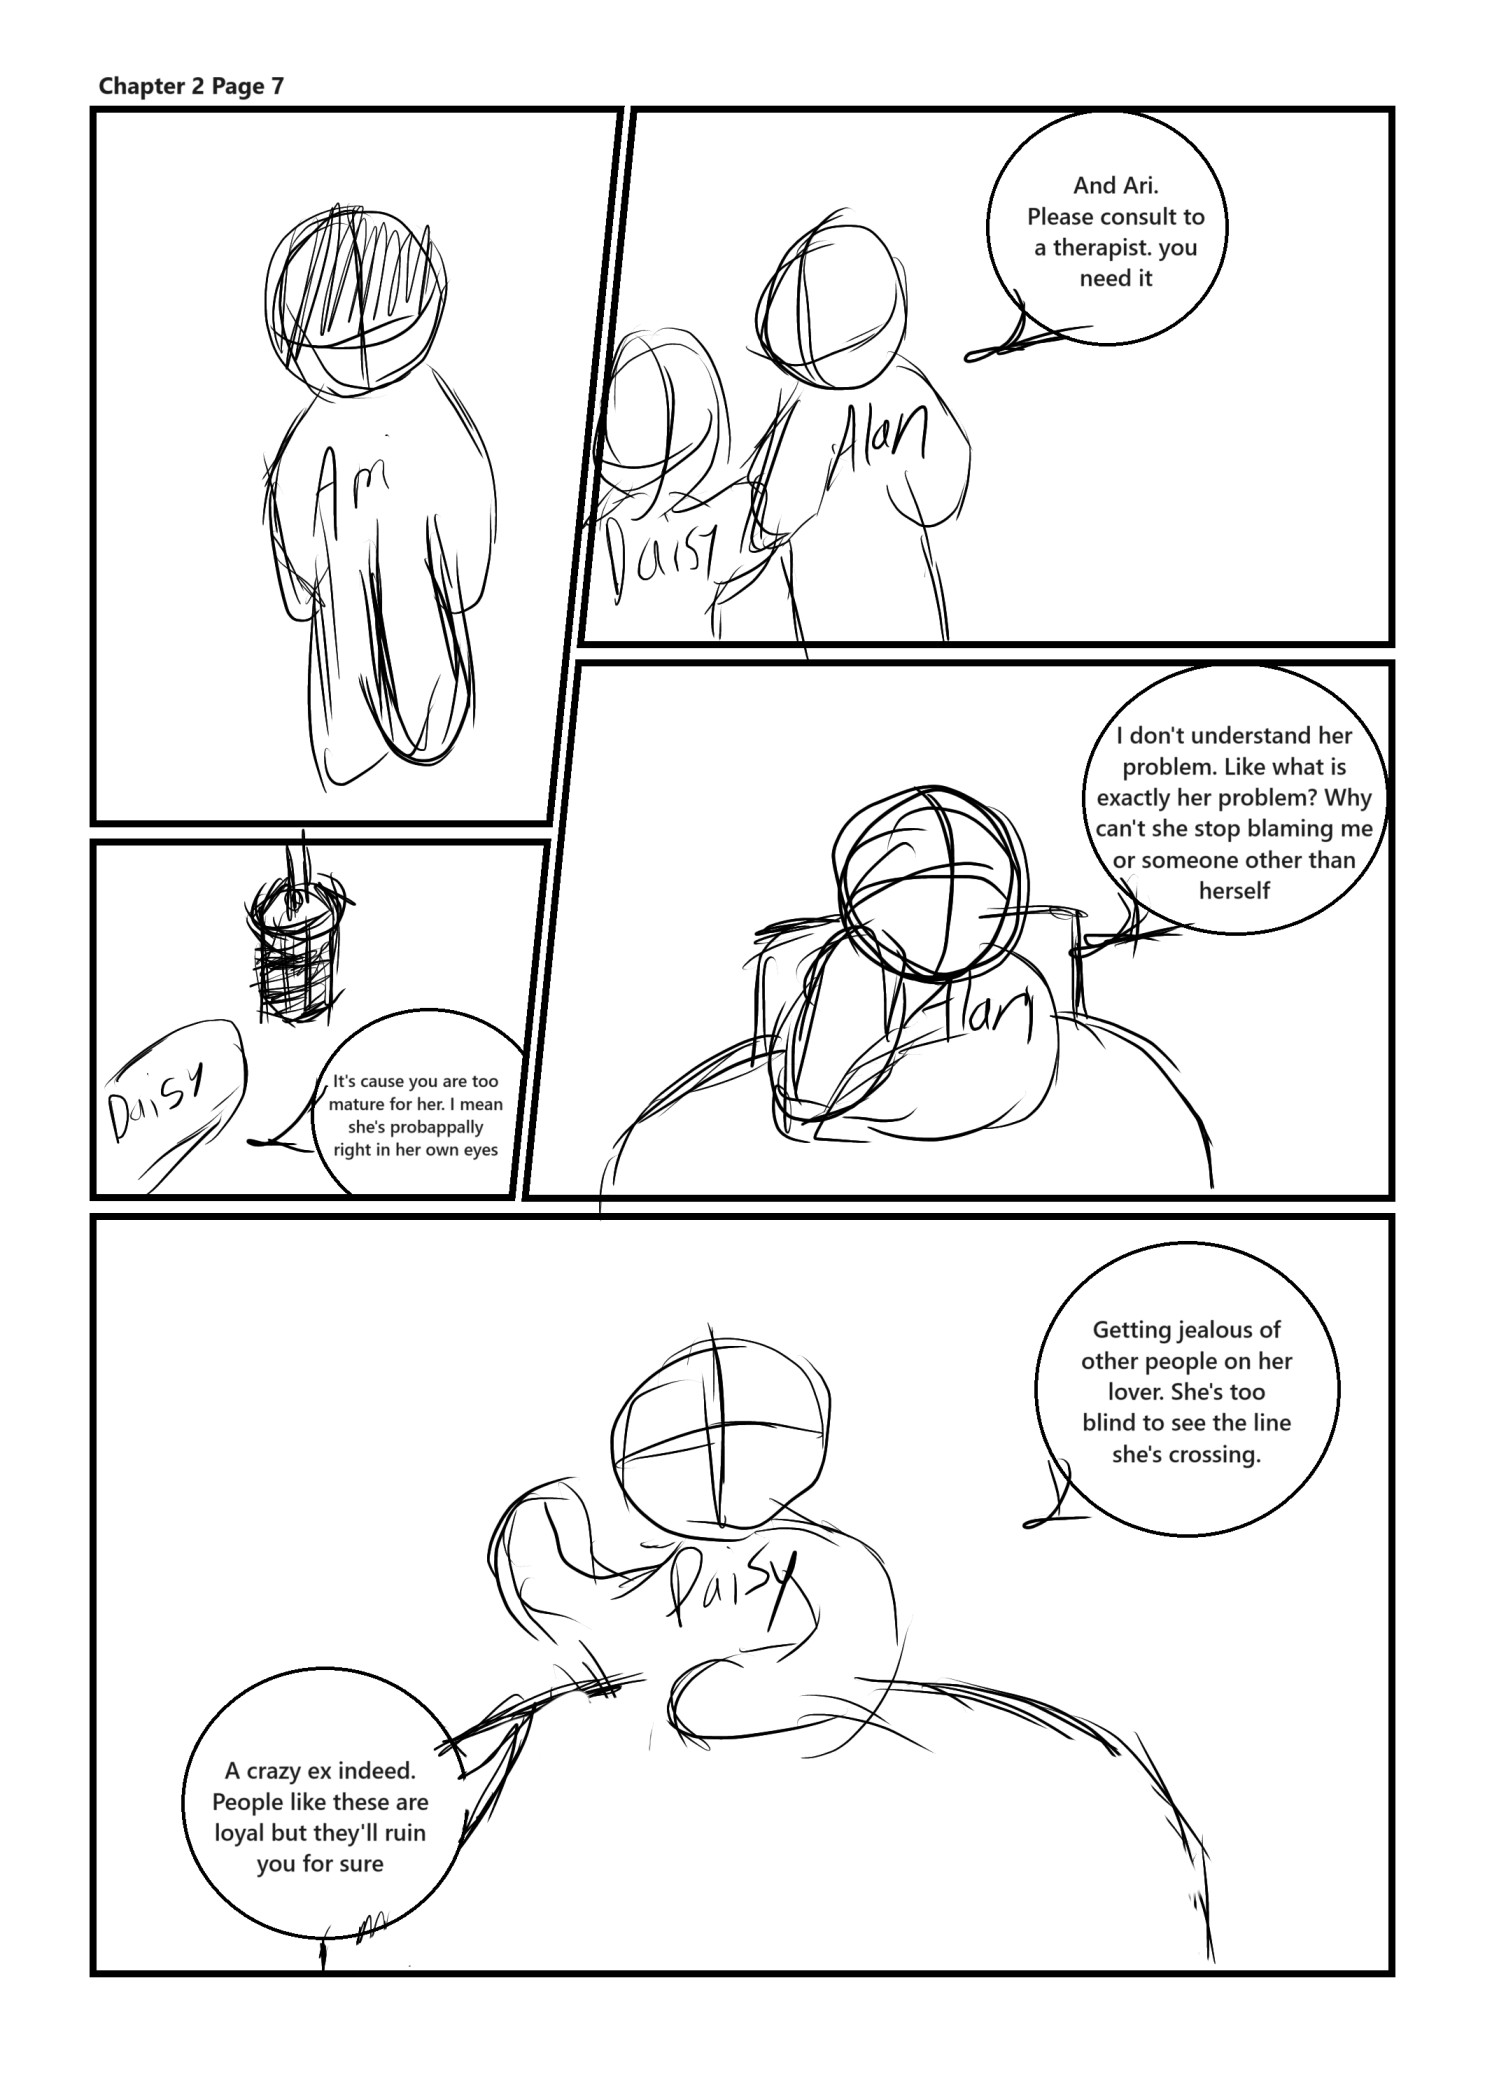 Chapter 2 Page 7
And Ari.
Please consult to
a therapist. you
need it
Alan
Daisy
I don't understand her
problem. Like what is
exactly her problem? Why
can't she stop blaming me
or someone other than
herself
Alan
Daisy
It's cause you are too
mature for her. I mean
she's probappally
right in her own eyes
Getting jealous of
other people on her
lover. She's too
blind to see the line
she's crossing.
Daisy
A crazy ex indeed.
People like these are
loyal but they'll ruin
you for sure